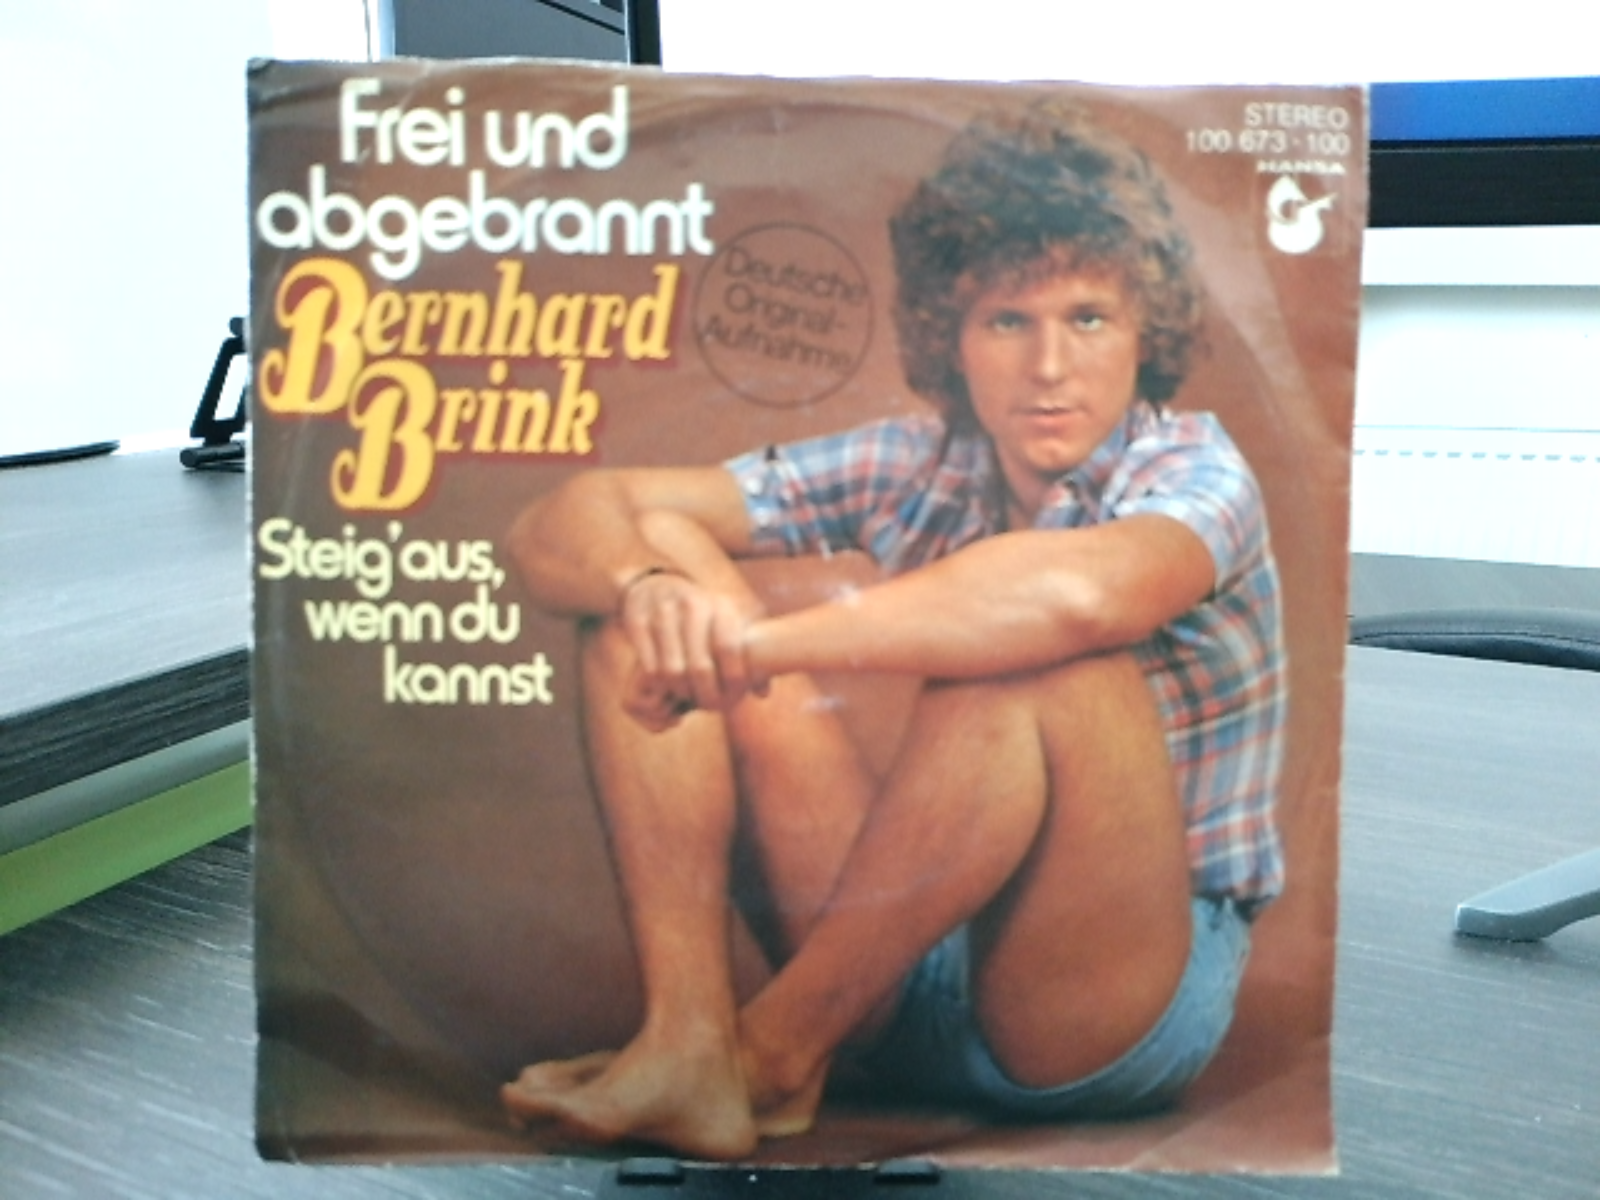 Frei und
abgebrannt
Bernhard
Brink
Steig' aus,
wenn du
kannst
Deutsche
Original-
Aufnahme
STEREO
100 673 · 100
HANSA